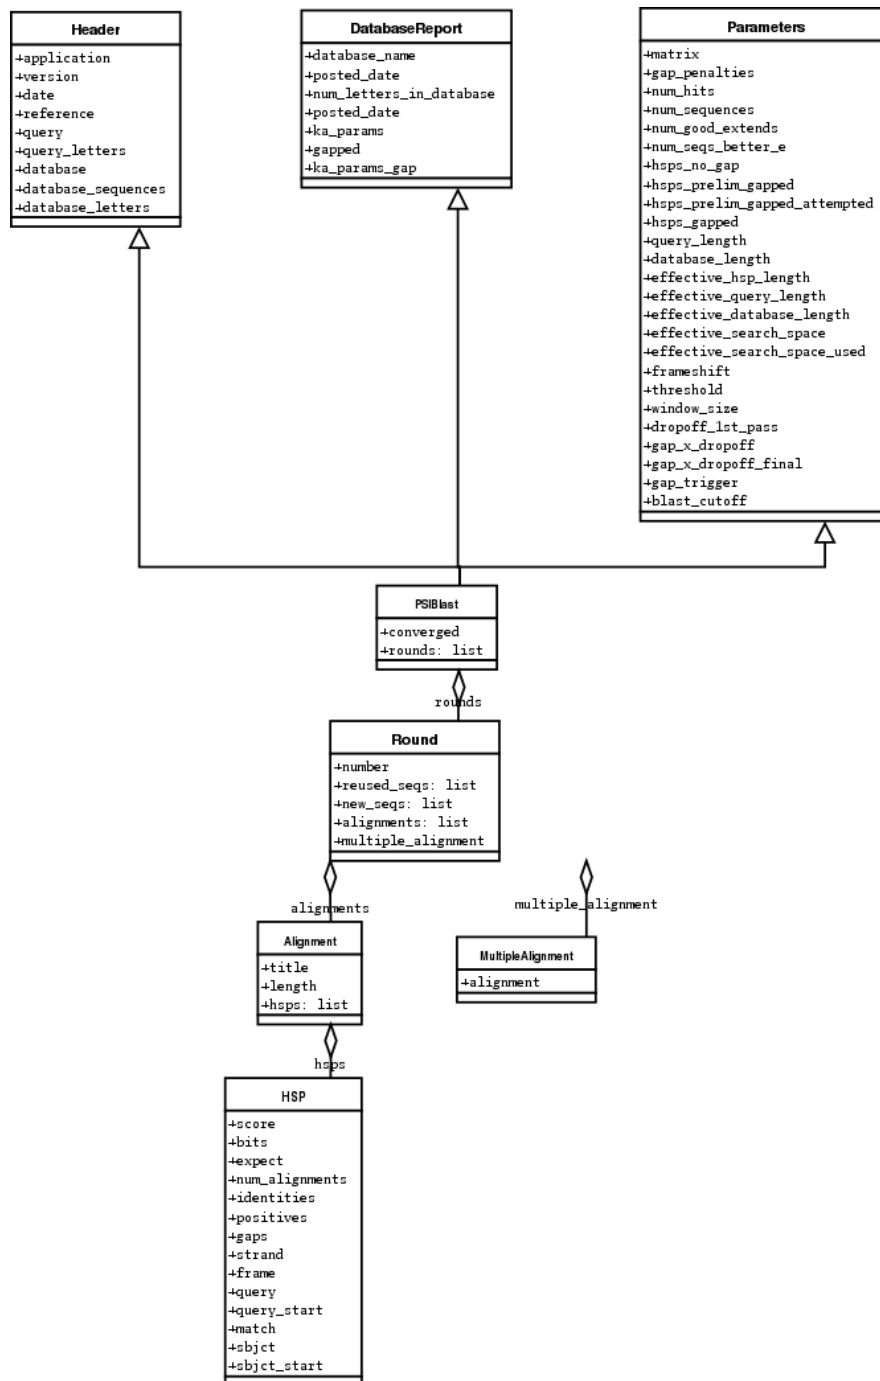 Header
+application
+version
+date
+reference
+query
+query_letters
+database
+database_sequences
+database_letters
DatabaseReport
+database_name
+posted_date
+num_letters_in_database
+posted_date
+ka_params
+gapped
+ka_params_gap
Parameters
+matrix
+gap_penalties
+num_hits
+num_sequences
+num_good_extends
+num_seqs_better_e
+hsps_no_gap
+hsps_prelim_gapped
+hsps_prelim_gapped_attempted
+hsps_gapped
+query_length
+database_length
+effective_hsp_length
+effective_query_length
+effective_database_length
+effective_search_space
+effective_search_space_used
+frameshift
+threshold
+window_size
+dropoff_1st_pass
+gap_x_dropoff
+gap_x_dropoff_final
+gap_trigger
+blast_cutoff
PSIBlast
+converged
+rounds: list
rounds
Round
+number
+reused_seqs: list
+new_seqs: list
+alignments: list
+multiple_alignment
alignments
multiple_alignment
Alignment
+title
+length
+hsps: list
MultipleAlignment
+alignment
hsps
HSP
+score
+bits
+expect
+num_alignments
+identities
+positives
+gaps
+strand
+frame
+query
+query_start
+match
+sbjct
+sbjct_start